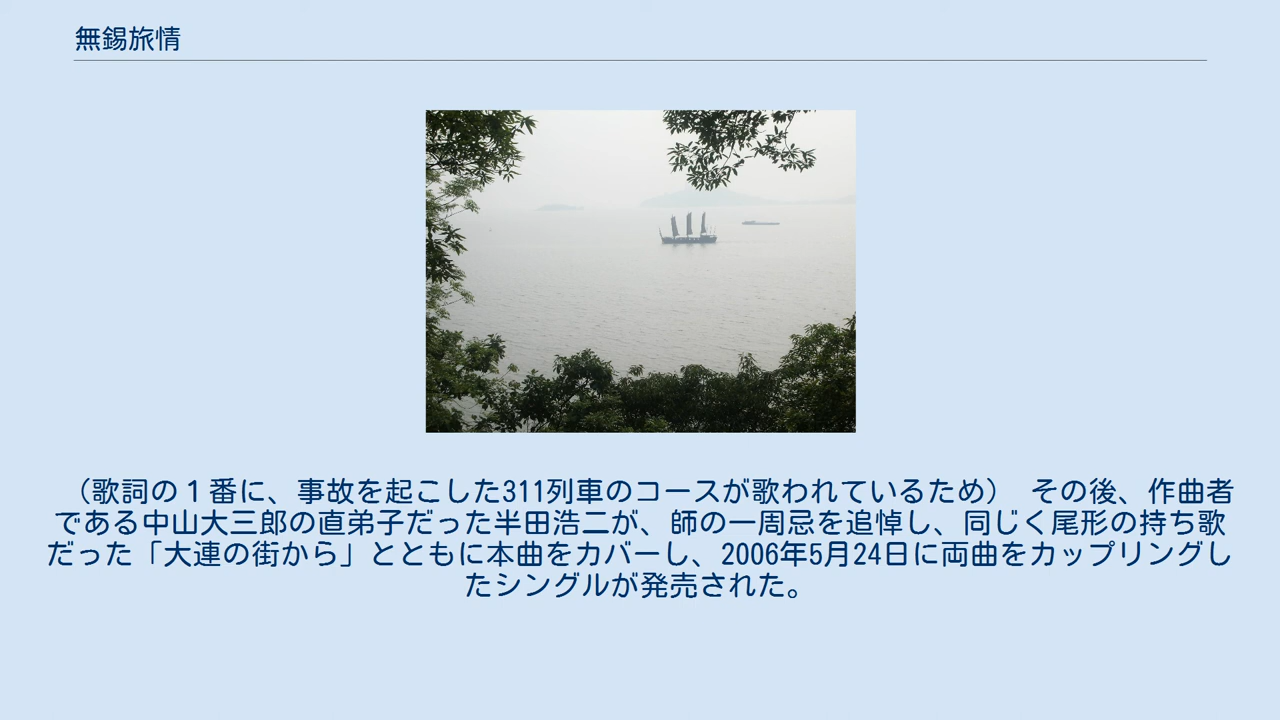 無錫旅情
（歌詞の１番に、事故を起こした311列車のコースが歌われているため）　その後、作曲者
である中山大三郎の直弟子だった半田浩二が、師の一周忌を追悼し、同じく尾形の持ち歌
だった「大連の街から」とともに本曲をカバーし、2006年5月24日に両曲をカップリングし
たシングルが発売された。